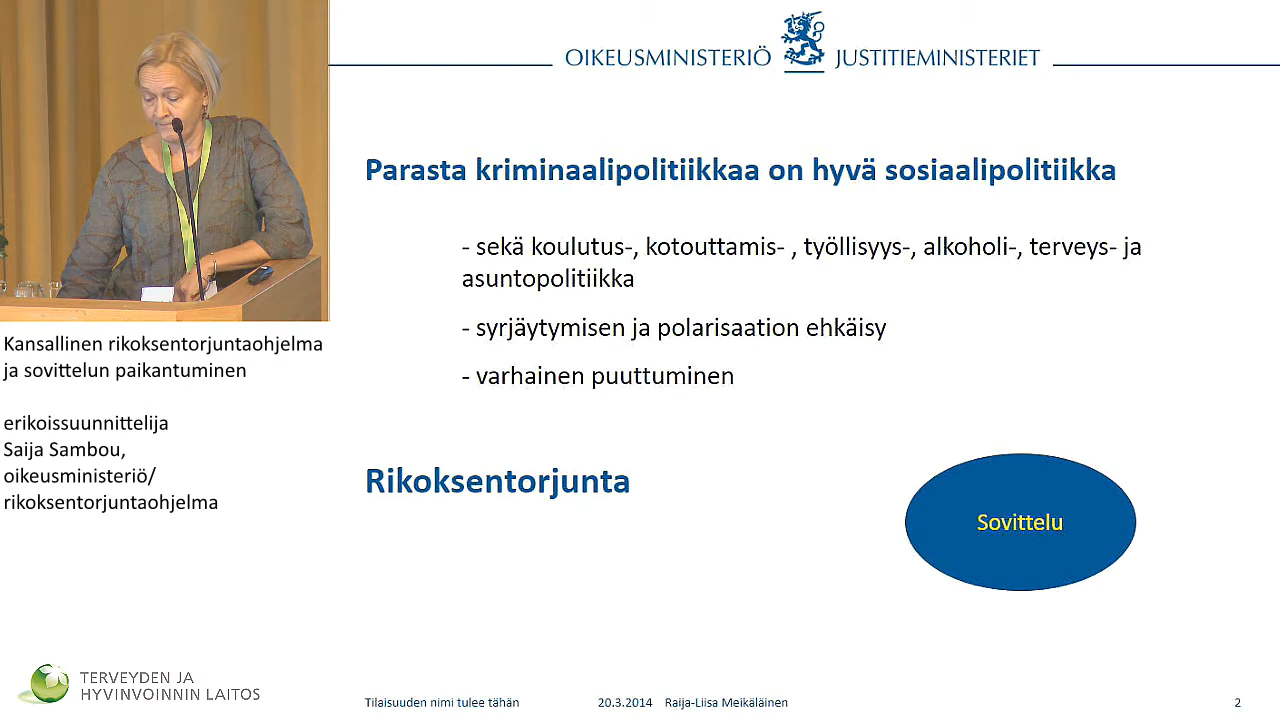 OIKEUSMINISTERIÖ JUSTITIEMINISTERIET
Parasta kriminaalipolitiikkaa on hyvä sosiaalipolitiikka
- sekä koulutus-, kotouttamis- , työllisyys-, alkoholi-, terveys- ja
asuntopolitiikka
- syrjäytymisen ja polarisaation ehkäisy
- varhainen puuttuminen
Rikoksentorjunta
Sovittelu
Kansallinen rikoksentorjuntaohjelma
ja sovittelun paikantuminen
erikoissuunnittelija
Saija Sambou,
oikeusministeriö/
rikoksentorjuntaohjelma
TERVEYDEN JA
HYVINVOINNIN LAITOS
Tilaisuuden nimi tulee tähän 20.3.2014 Raija-Liisa Meikäläinen 2